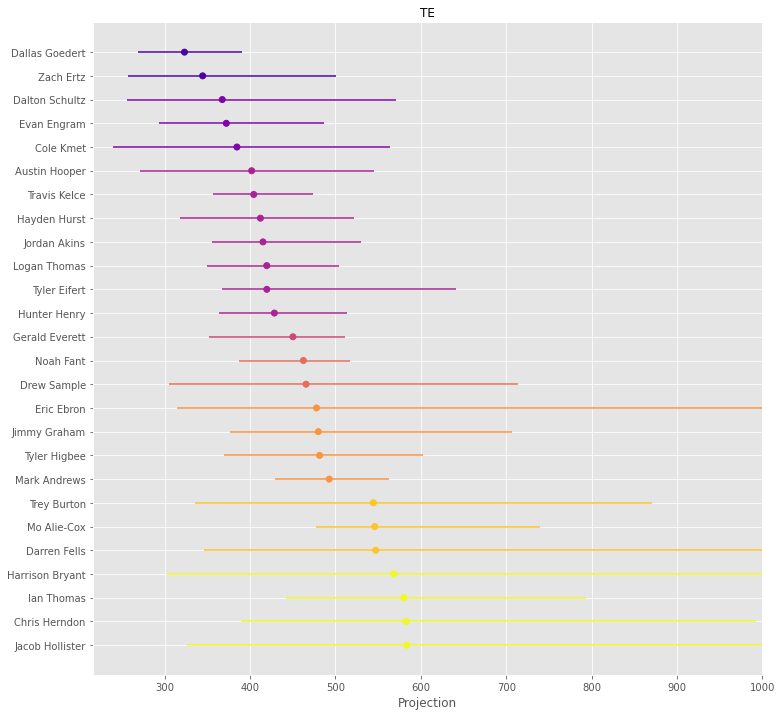 TE
Dallas Goedert
Zach Ertz
Dalton Schultz
Evan Engram
Cole Kmet
Austin Hooper
Travis Kelce
Hayden Hurst
Jordan Akins
Logan Thomas
Tyler Eifert
Hunter Henry
Gerald Everett
Noah Fant
Drew Sample
Eric Ebron
Jimmy Graham
Tyler Higbee
Mark Andrews
Trey Burton
Mo Alie-Cox
Darren Fells
Harrison Bryant
Ian Thomas
Chris Herndon
Jacob Hollister
300 400 500 600 700 800 900 1000
Projection